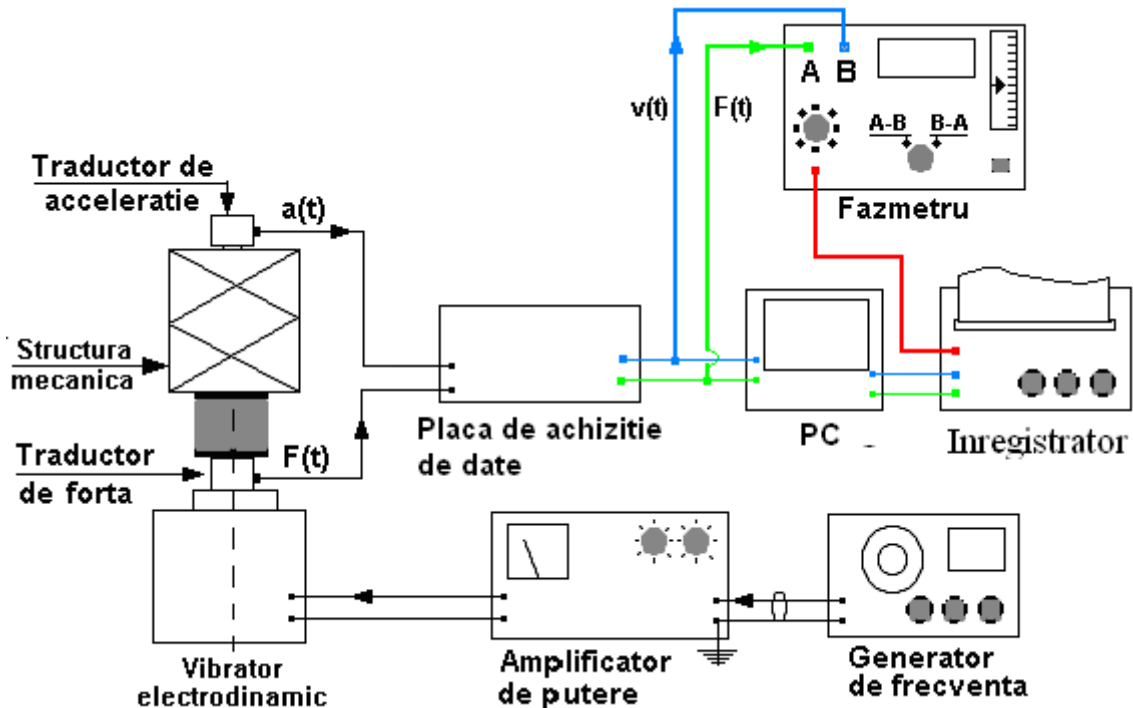 A B
v(t)
F(t)
A-B
B-A
Fazmetru
Traductor de
acceleratie
a(t)
Structura
mecanica
Placa de achizitie
de date
PC
Inregistrator
Traductor
de forta
F(t)
Vibrator
electrodinamic
Amplificator
de putere
Generator
de frecventa